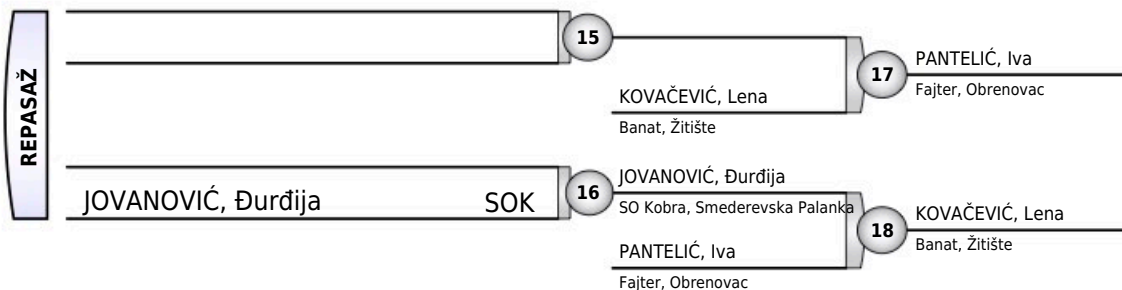 REPASAŽ
15
KOVAČEVIĆ, Lena
Banat, Žitište
17
PANTELIĆ, Iva
Fajter, Obrenovac
JOVANOVIĆ, Đurđija SOK
16
JOVANOVIĆ, Đurđija
SO Kobra, Smederevska Palanka
PANTELIĆ, Iva
Fajter, Obrenovac
18
KOVAČEVIĆ, Lena
Banat, Žitište